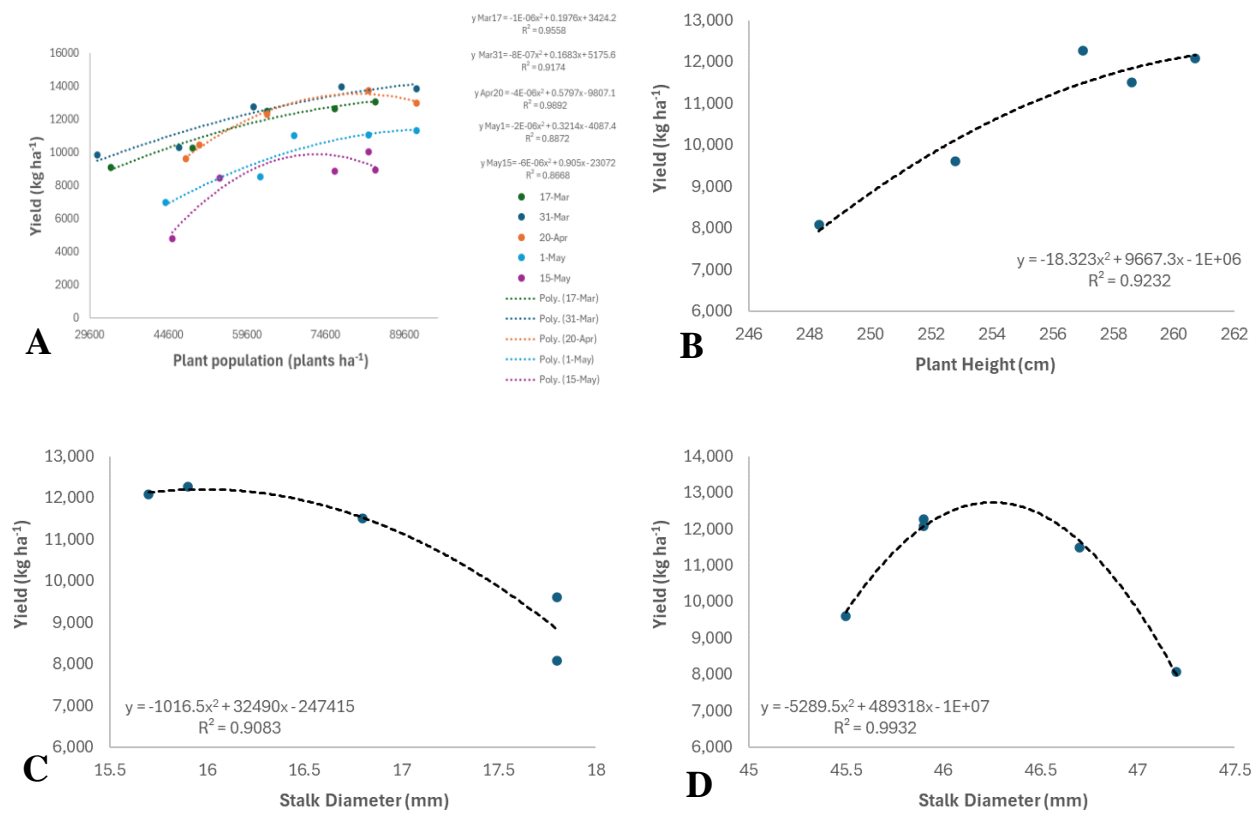 y Mar17= -1E-06x² + 0.1976x + 3424.2
R² = 0.9558
y Mar31= -8E-07x² + 0.1683x + 5175.6
R² = 0.9174
y Apr20 = -4E-06x² + 0.5797x - 9807.1
R² = 0.9892
y May1 = -2E-06x² + 0.3214x - 4087.4
R² = 0.8872
y May15= -6E-06x² + 0.905x - 23072
R² = 0.8668
17-Mar
31-Mar
20-Apr
1-May
15-May
Poly. (17-Mar)
Poly. (31-Mar)
Poly. (20-Apr)
Poly. (1-May)
Poly. (15-May)
Yield (kg ha⁻¹)
16000
14000
12000
10000
8000
6000
4000
2000
0
29600 44600 59600 74600 89600
Plant population (plants ha⁻¹)
A
Yield (kg ha⁻¹)
13,000
12,000
11,000
10,000
9,000
8,000
7,000
6,000
y = -18.323x² + 9667.3x - 1E+06
R² = 0.9232
246 248 250 252 254 256 258 260 262
Plant Height (cm)
B
Yield (kg ha⁻¹)
13,000
12,000
11,000
10,000
9,000
8,000
7,000
6,000
y = -1016.5x² + 32490x - 247415
R² = 0.9083
15.5 16 16.5 17 17.5 18
Stalk Diameter (mm)
C
Yield (kg ha⁻¹)
14,000
13,000
12,000
11,000
10,000
9,000
8,000
7,000
6,000
y = -5289.5x² + 489318x - 1E+07
R² = 0.9932
45 45.5 46 46.5 47 47.5
Stalk Diameter (mm)
D